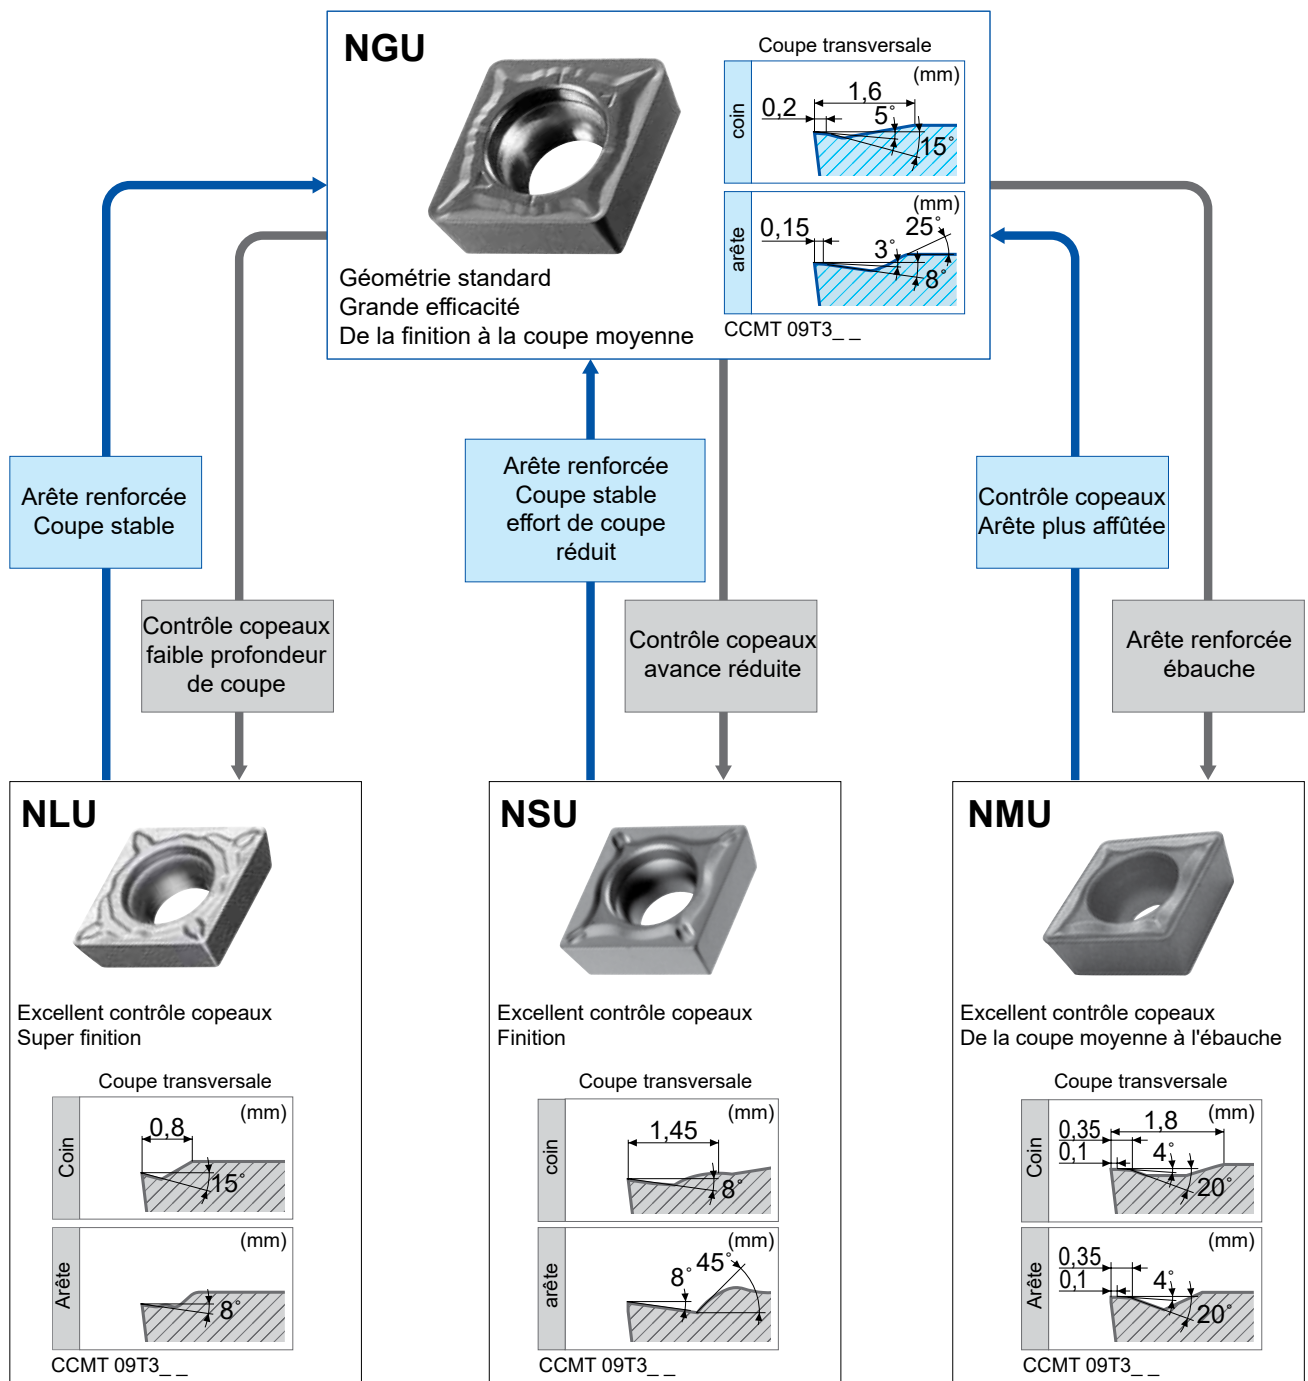 NGU
Coupe transversale
coin
(mm)
0,2
1,6
5°
15°
arête
(mm)
0,15
25°
3°
8°
CCMT 09T3_ _
Géométrie standard
Grande efficacité
De la finition à la coupe moyenne
Arête renforcée
Coupe stable
Arête renforcée
Coupe stable
effort de coupe
réduit
Contrôle copeaux
Arête plus affûtée
Contrôle copeaux
faible profondeur
de coupe
Contrôle copeaux
avance réduite
Arête renforcée
ébauche
NLU
Excellent contrôle copeaux
Super finition
Coupe transversale
Coin
(mm)
0,8
15°
Arête
(mm)
8°
CCMT 09T3_ _
NSU
Excellent contrôle copeaux
Finition
Coupe transversale
coin
(mm)
1,45
8°
arête
(mm)
8°
45°
CCMT 09T3_ _
NMU
Excellent contrôle copeaux
De la coupe moyenne à l'ébauche
Coupe transversale
Coin
(mm)
0,35
1,8
0,1
4°
20°
Arête
(mm)
0,35
0,1
4°
20°
CCMT 09T3_ _